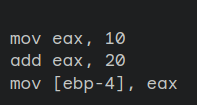 mov eax, 10
add eax, 20
mov [ebp-4], eax